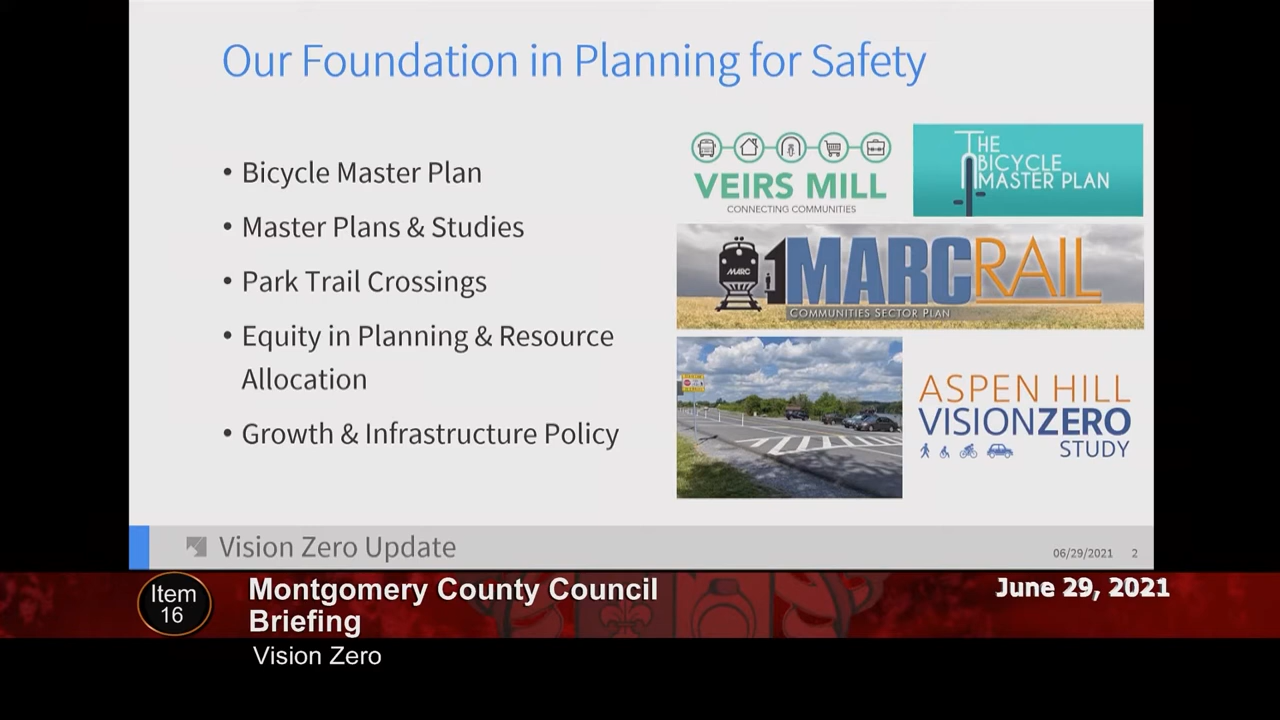 Our Foundation in Planning for Safety
• Bicycle Master Plan
• Master Plans & Studies
• Park Trail Crossings
• Equity in Planning & Resource
Allocation
• Growth & Infrastructure Policy
VEIRS MILL
CONNECTING COMMUNITIES
THE
BICYCLE
MASTER PLAN
MARC
MARC RAIL
COMMUNITIES SECTOR PLAN
ASPEN HILL
VISIONZERO
STUDY
Vision Zero Update
06/29/2021 2
Item
16
Montgomery County Council
Briefing
June 29, 2021
Vision Zero